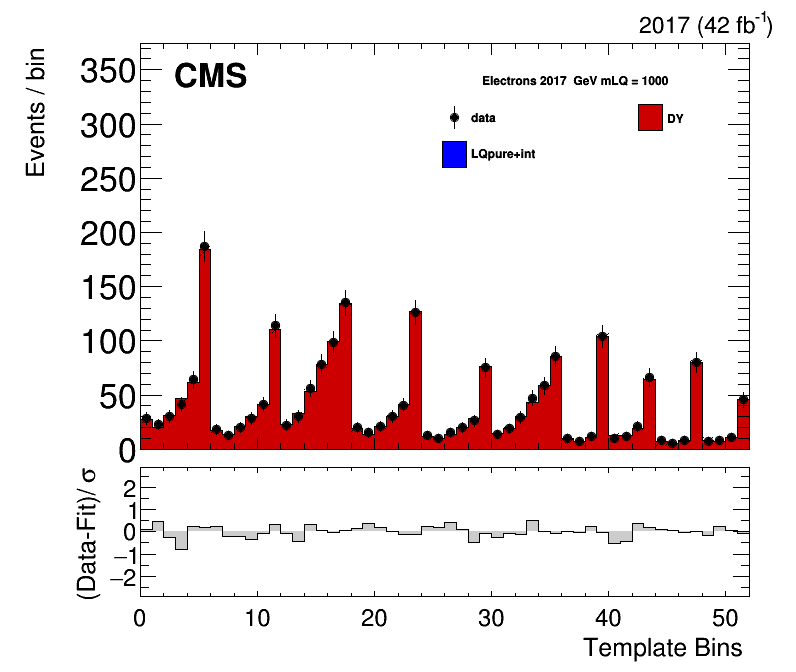 2017 (42 fb-1)
CMS
Electrons 2017 GeV mLQ = 1000
data
DY
LQpure+int
Events / bin
350
300
250
200
150
100
50
0
(Data-Fit)/ σ
2
1
0
−1
−2
0 10 20 30 40 50
Template Bins